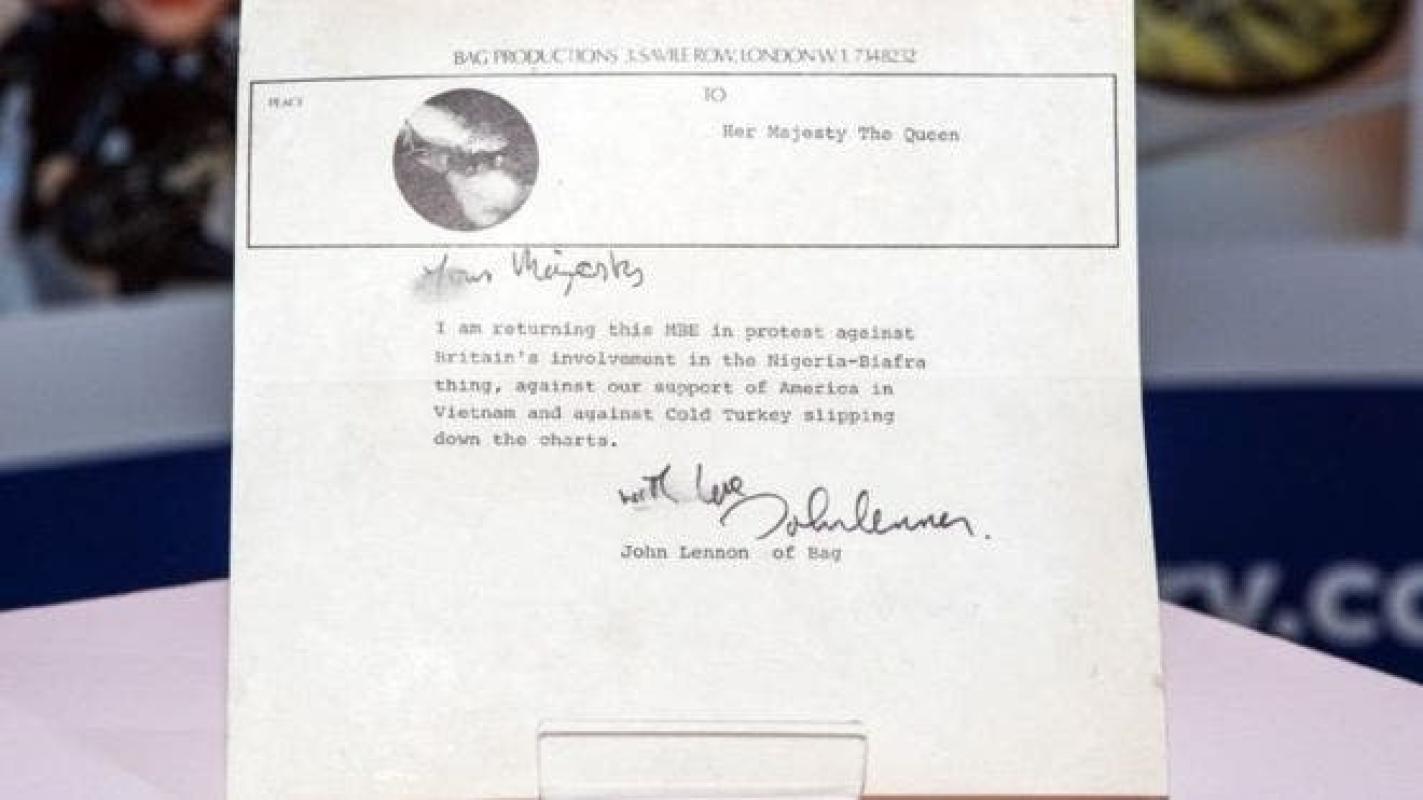 BAG PRODUCTIONS 3, SAVILE ROW, LONDON W1. 7348232
PEACE
TO
Her Majesty The Queen
Your Majesty
I am returning this MBE in protest against
Britain's involvement in the Nigeria-Biafra
thing, against our support of America in
Vietnam and against Cold Turkey slipping
down the charts.
with love
John Lennon.
John Lennon of Bag